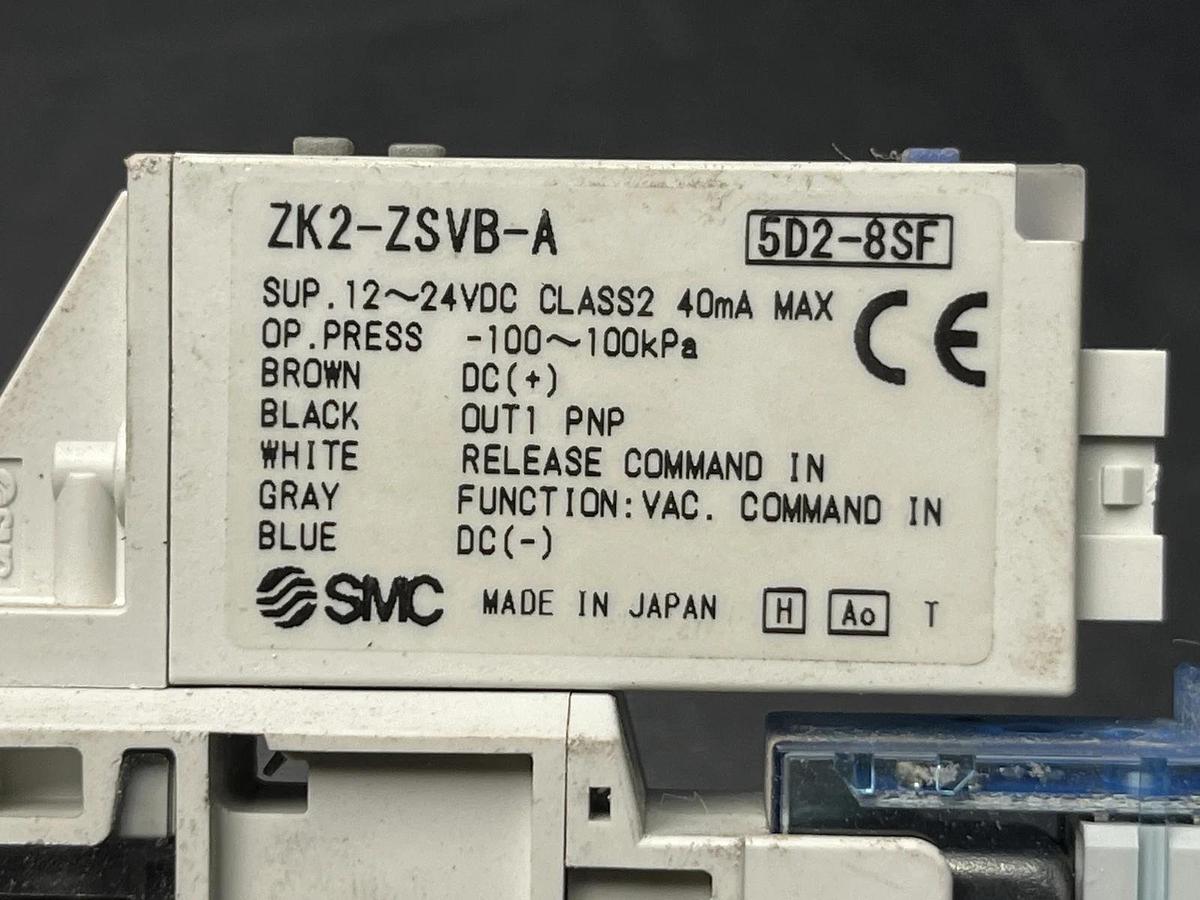 ZK2-ZSVB-A 5D2-8SF
SUP.12~24VDC CLASS2 40mA MAX
OP.PRESS -100~100kPa
CE
BROWN DC(+)
BLACK OUT1 PNP
WHITE RELEASE COMMAND IN
GRAY FUNCTION:VAC. COMMAND IN
BLUE DC(-)
SMC MADE IN JAPAN H Ao T